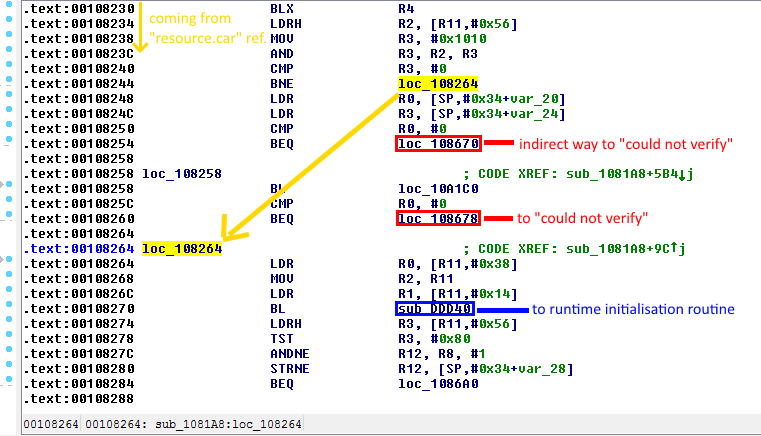 .text:00108230 BLX R4
.text:00108234 LDRH R2, [R11,#0x56]
.text:00108238 MOV R3, #0x1010
.text:0010823C AND R3, R2, R3
.text:00108240 CMP R3, #0
.text:00108244 BNE loc_108264
.text:00108248 LDR R0, [SP,#0x34+var_20]
.text:0010824C LDR R3, [SP,#0x34+var_24]
.text:00108250 CMP R0, #0
.text:00108254 BEQ loc_108670
.text:00108258
.text:00108258 loc_108258 ; CODE XREF: sub_1081A8+5B4↓j
.text:00108258 BL loc_10A1C0
.text:0010825C CMP R0, #0
.text:00108260 BEQ loc_108678
.text:00108264
.text:00108264 loc_108264 ; CODE XREF: sub_1081A8+9C↑j
.text:00108264 LDR R0, [R11,#0x38]
.text:00108268 MOV R2, R11
.text:0010826C LDR R1, [R11,#0x14]
.text:00108270 BL sub_DDD40
.text:00108274 LDRH R3, [R11,#0x56]
.text:00108278 TST R3, #0x80
.text:0010827C ANDNE R12, R8, #1
.text:00108280 STRNE R12, [SP,#0x34+var_28]
.text:00108284 BEQ loc_1086A0
.text:00108288
coming from
"resource.car" ref.
indirect way to "could not verify"
to "could not verify"
to runtime initialisation routine
00108264 00108264: sub_1081A8:loc_108264